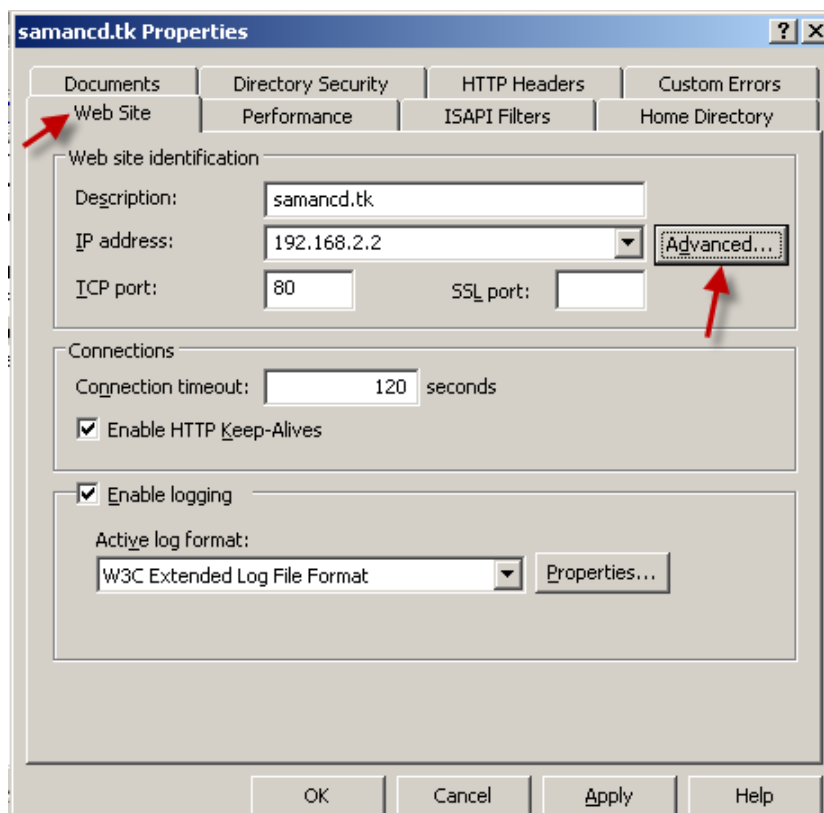 samancd.tk Properties
Documents Directory Security HTTP Headers Custom Errors
Web Site Performance ISAPI Filters Home Directory
Web site identification
Description: samancd.tk
IP address: 192.168.2.2 Advanced...
TCP port: 80 SSL port:
Connections
Connection timeout: 120 seconds
Enable HTTP Keep-Alives
Enable logging
Active log format:
W3C Extended Log File Format Properties...
OK Cancel Apply Help